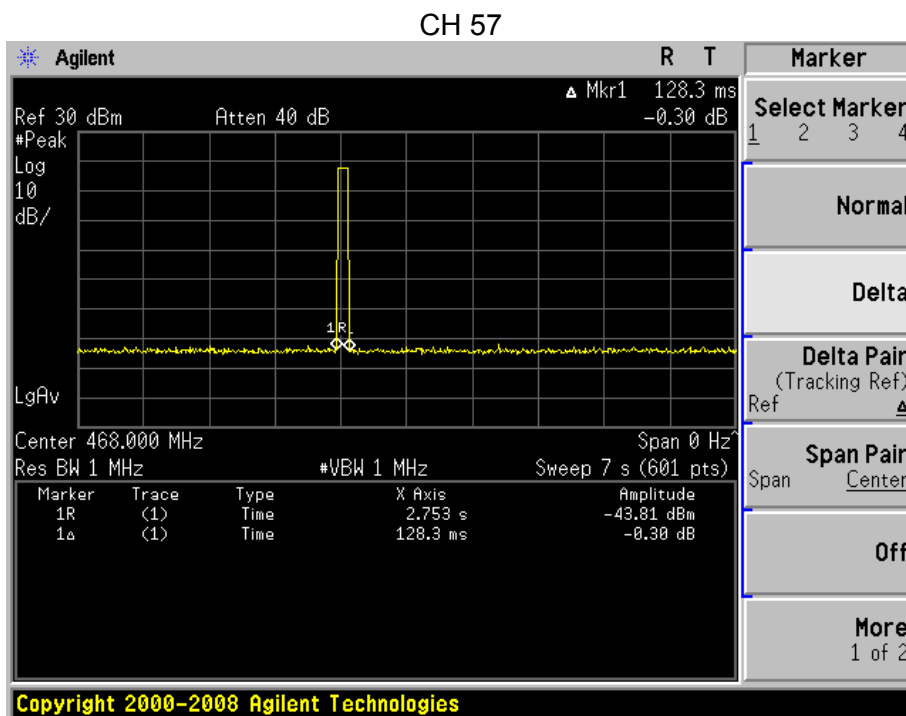 CH 57
Agilent R T Marker
Δ Mkr1 128.3 ms
Ref 30 dBm Atten 40 dB -0.30 dB
#Peak
Log
10
dB/
1R
LgAv
Center 468.000 MHz Span 0 Hz^
Res BW 1 MHz #VBW 1 MHz Sweep 7 s (601 pts)
Marker Trace Type X Axis Amplitude
1R (1) Time 2.753 s -43.81 dBm
1Δ (1) Time 128.3 ms -0.30 dB
Select Marker
1 2 3 4
Normal
Delta
Delta Pair
(Tracking Ref)
Ref Δ
Span Pair
Span Center
Off
More
1 of 2
Copyright 2000-2008 Agilent Technologies